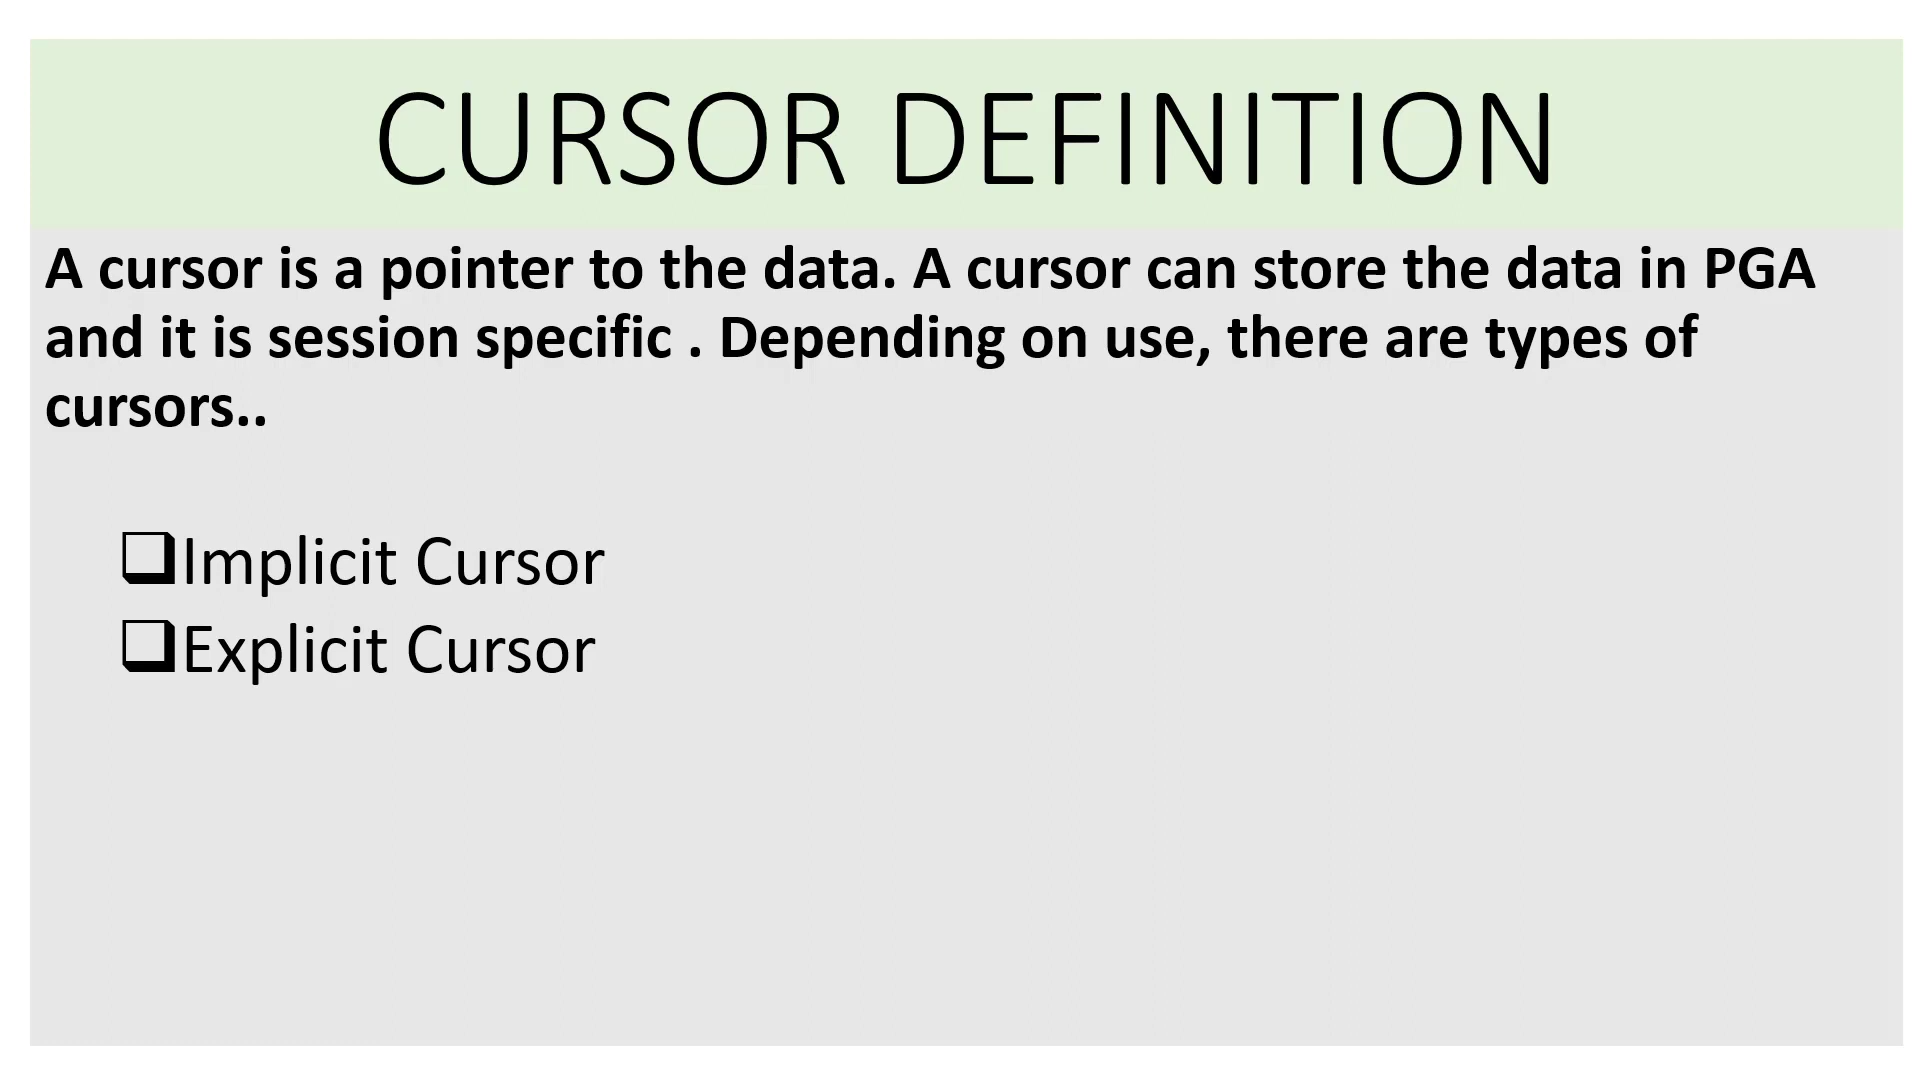 CURSOR DEFINITION
A cursor is a pointer to the data. A cursor can store the data in PGA
and it is session specific . Depending on use, there are types of
cursors..
❑Implicit Cursor
❑Explicit Cursor